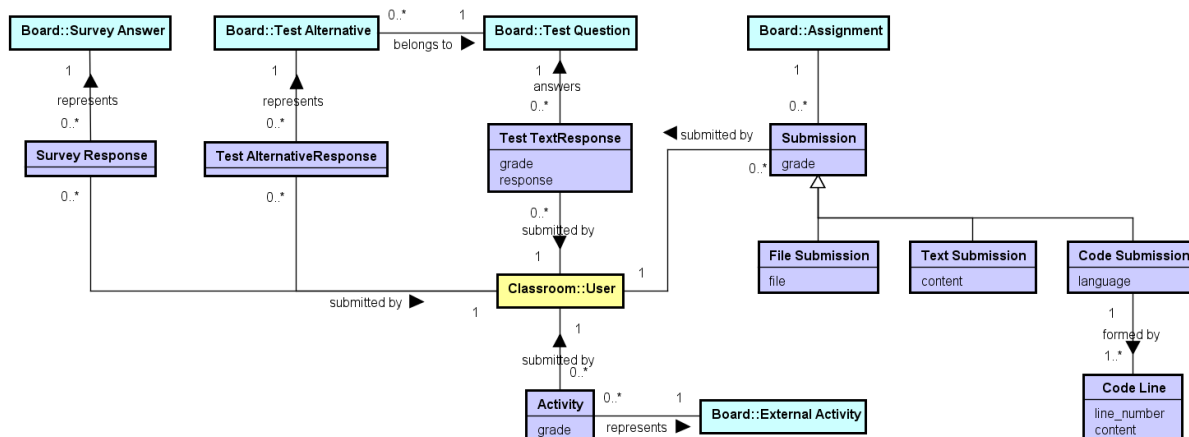 0..*
1
Board::Survey Answer
Board::Test Alternative
Board::Test Question
Board::Assignment
belongs to
1
1
1
1
represents
represents
answers
0..*
0..*
0..*
0..*
Survey Response
Test AlternativeResponse
Test TextResponse
grade
response
submitted by
Submission
grade
0..*
0..*
0..*
0..*
submitted by
File Submission
file
Text Submission
content
Code Submission
language
1
1
Classroom::User
submitted by
1
1
1
formed by
1..*
submitted by
0..*
Code Line
line_number
content
Activity
grade
0..*
1
represents
Board::External Activity